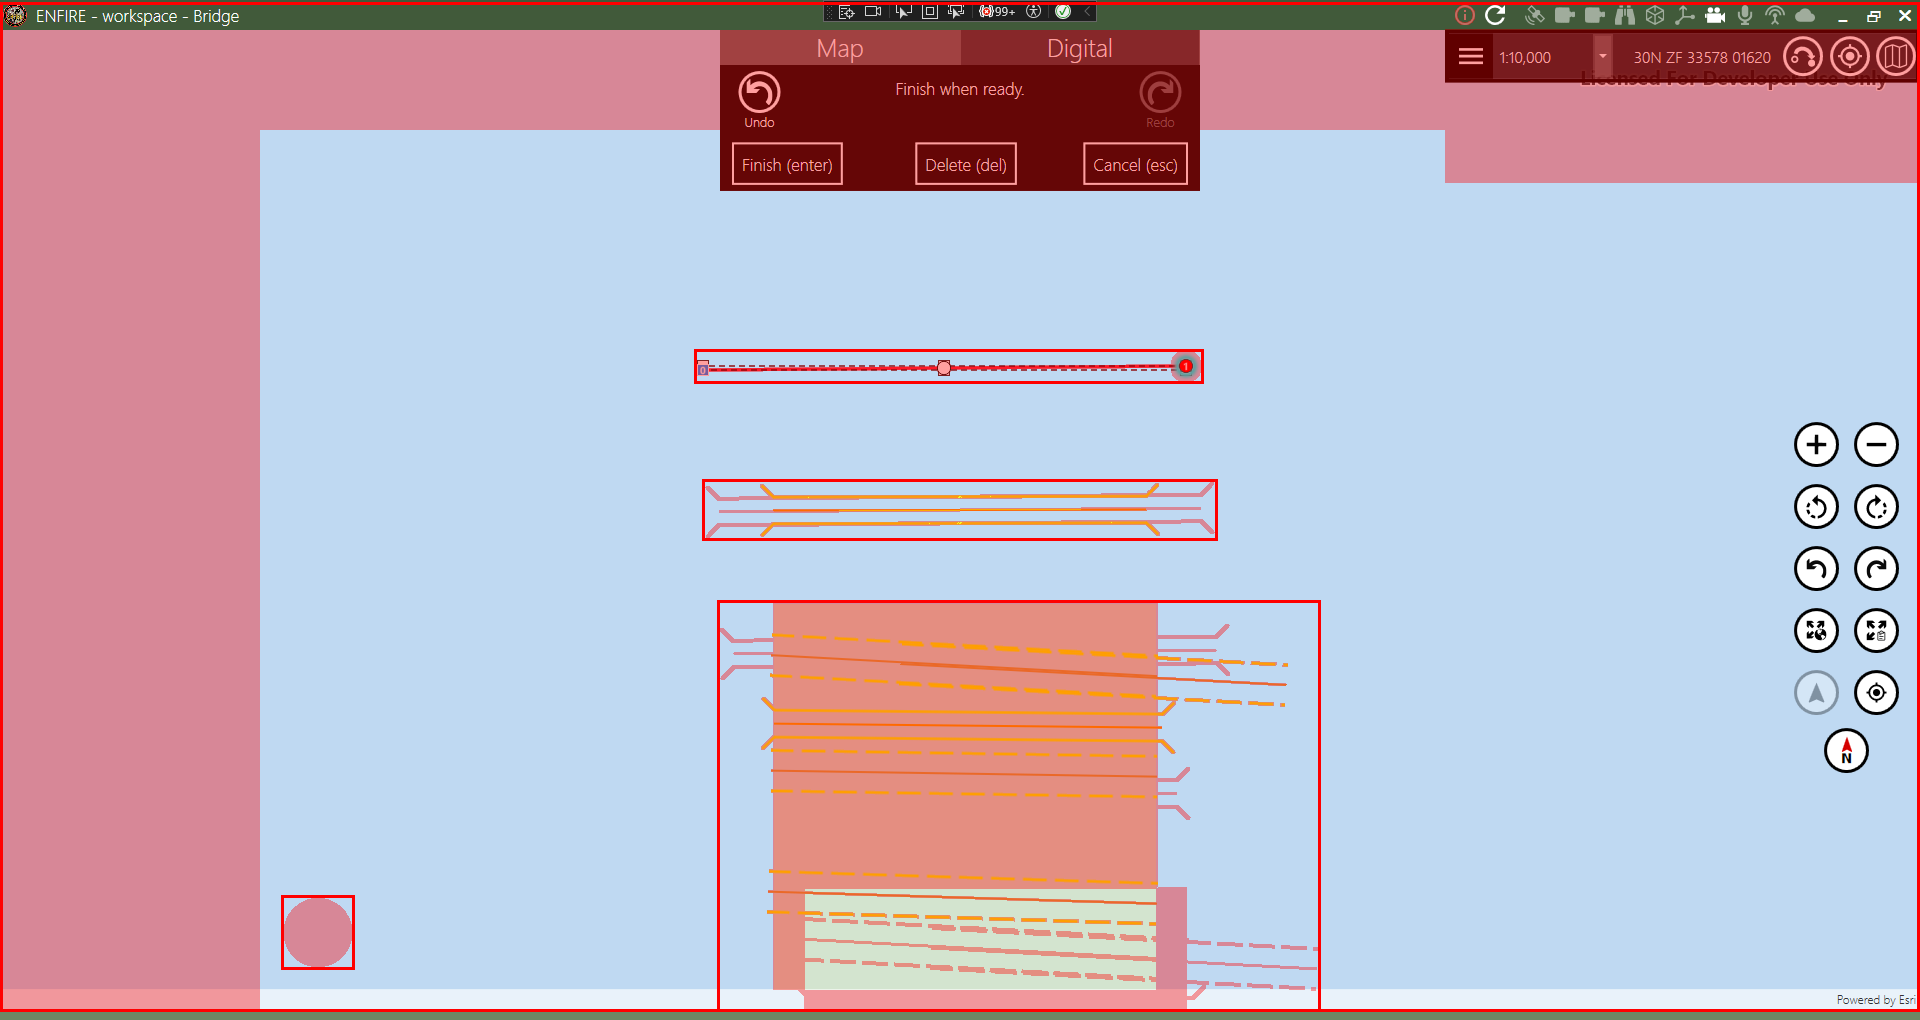 ENFIRE - workspace - Bridge
99+
Map
Digital
1:10,000
30N ZF 33578 01620
Licensed For Developer Use Only
Finish when ready.
Undo
Redo
Finish (enter)
Delete (del)
Cancel (esc)
0
1
N
Powered by Esri